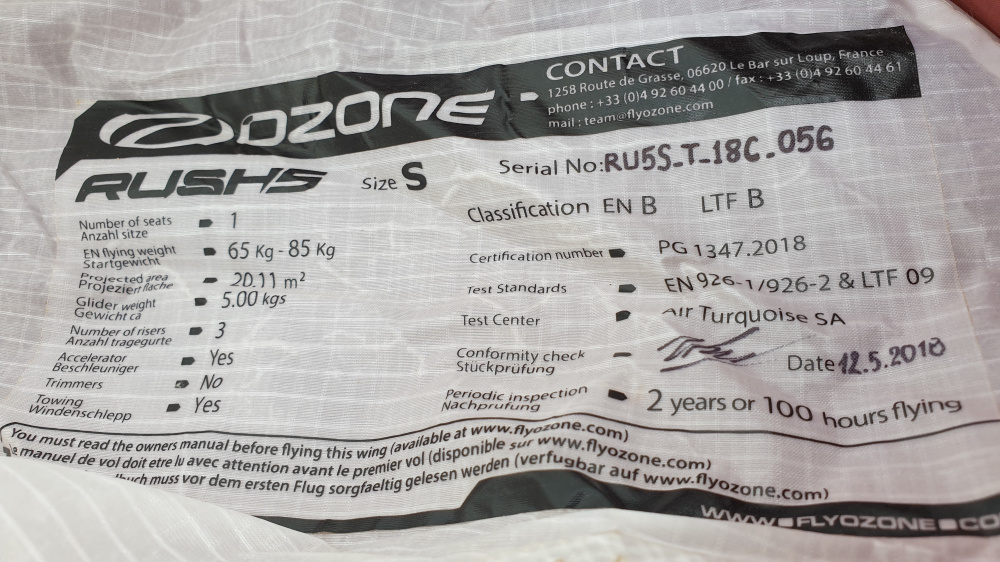 OZONE
CONTACT
1258 Route de Grasse, 06620 Le Bar sur Loup, France
phone : +33 (0)4 92 60 44 00 / fax : +33 (0)4 92 60 44 61
mail : team@flyozone.com
RUSH5 Size S
Serial No:RU5S_T_18C_056
Classification EN B LTF B
Number of seats 1
Anzahl sitze
EN flying weight 65 Kg - 85 Kg
Startgewicht
Projected area 20.11 m²
Projeziert fläche
Glider weight 5.00 kgs
Gewicht ca
Number of risers 3
Anzahl tragegurte
Accelerator Yes
Beschleuniger
Trimmers No
Towing Yes
Windenschlepp
Certification number PG 1347.2018
Test Standards EN 926-1/926-2 & LTF 09
Test Center Air Turquoise SA
Conformity check Date 12.5.2018
Stückprüfung
Periodic inspection 2 years or 100 hours flying
Nachprüfung
You must read the owners manual before flying this wing (available at www.flyozone.com)
manuel de vol doit etre lu avec attention avant le premier vol (disponible sur www.flyozone.com)
muss vor dem ersten Flug sorgfaeltig gelesen werden (verfugbar auf www.flyozone.com)
WWW FLYOZONE CO